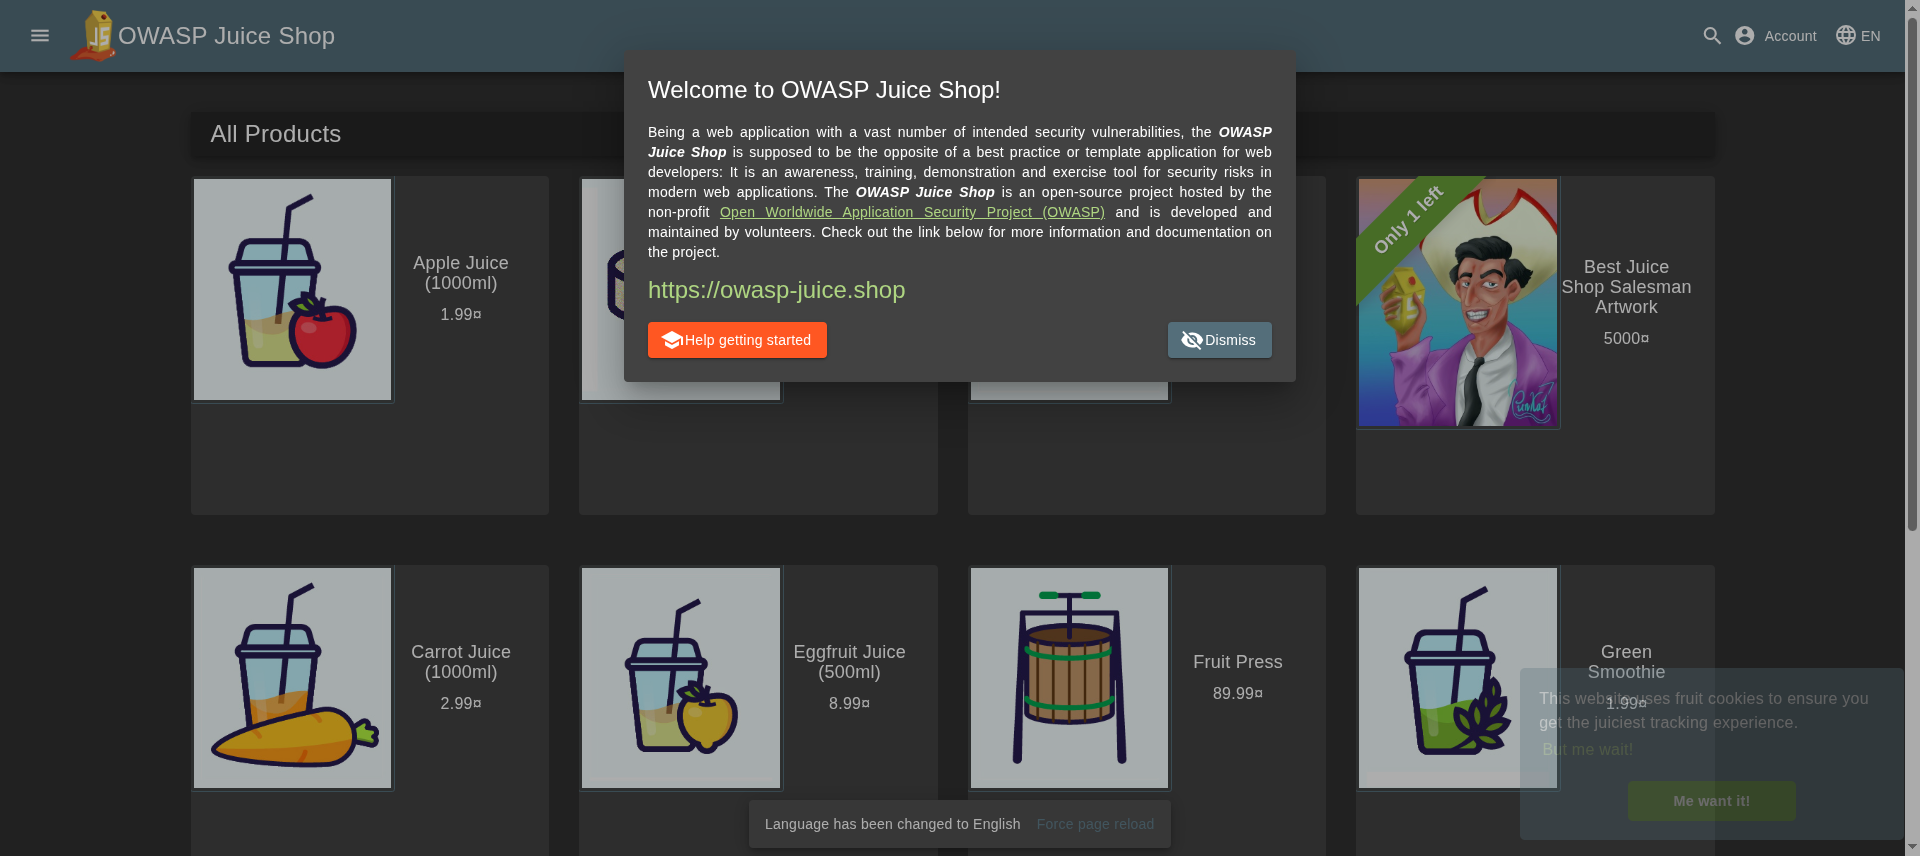 OWASP Juice Shop
Account
EN
Welcome to OWASP Juice Shop!
Being a web application with a vast number of intended security vulnerabilities, the OWASP
Juice Shop is supposed to be the opposite of a best practice or template application for web
developers: It is an awareness, training, demonstration and exercise tool for security risks in
modern web applications. The OWASP Juice Shop is an open-source project hosted by the
non-profit Open Worldwide Application Security Project (OWASP) and is developed and
maintained by volunteers. Check out the link below for more information and documentation on
the project.
https://owasp-juice.shop
Help getting started
Dismiss
All Products
Apple Juice
(1000ml)
1.99¤
Only 1 left
Best Juice
Shop Salesman
Artwork
5000¤
Carrot Juice
(1000ml)
2.99¤
Eggfruit Juice
(500ml)
8.99¤
Fruit Press
89.99¤
Green
Smoothie
1.99¤
This website uses fruit cookies to ensure you
get the juiciest tracking experience.
But me wait!
Me want it!
Language has been changed to English
Force page reload